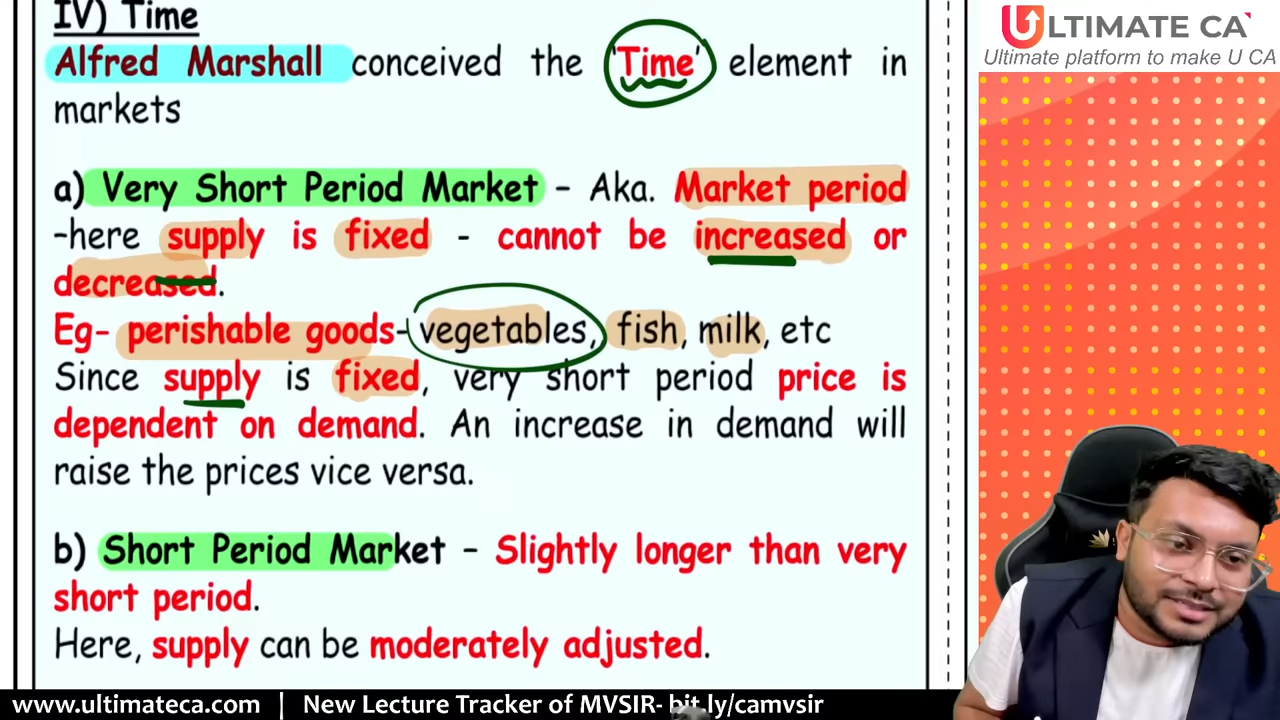 IV) Time
Alfred Marshall conceived the 'Time' element in
markets
a) Very Short Period Market – Aka. Market period
–here supply is fixed - cannot be increased or
decreased.
Eg– perishable goods– vegetables, fish, milk, etc
Since supply is fixed, very short period price is
dependent on demand. An increase in demand will
raise the prices vice versa.
b) Short Period Market – Slightly longer than very
short period.
Here, supply can be moderately adjusted.
ULTIMATE CA
Ultimate platform to make U CA
www.ultimateca.com | New Lecture Tracker of MVSIR- bit.ly/camvsir